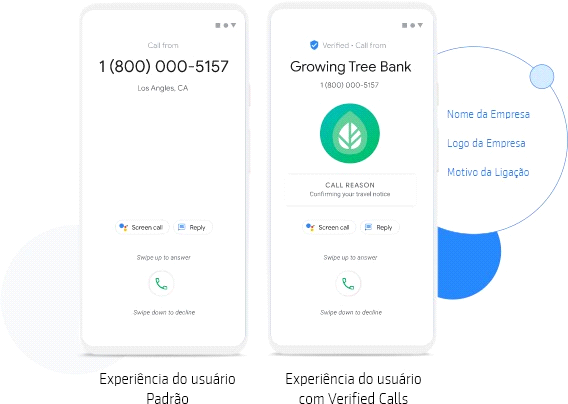 Call from
1 (800) 000-5157
Los Angles, CA
Screen call
Reply
Swipe up to answer
Swipe down to decline
Experiência do usuário
Padrão
Verified • Call from
Growing Tree Bank
1 (800) 000-5157
CALL REASON
Confirming your travel notice
Screen call
Reply
Swipe up to answer
Swipe down to decline
Experiência do usuário
com Verified Calls
Nome da Empresa
Logo da Empresa
Motivo da Ligação